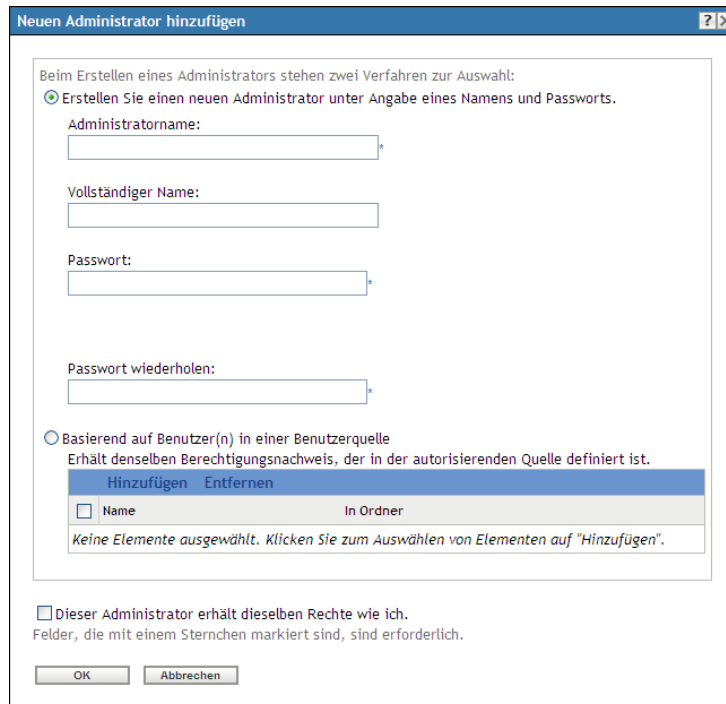 Neuen Administrator hinzufügen
Beim Erstellen eines Administrators stehen zwei Verfahren zur Auswahl:
Erstellen Sie einen neuen Administrator unter Angabe eines Namens und Passworts.
Administratorname:
*
Vollständiger Name:
Passwort:
*
Passwort wiederholen:
*
Basierend auf Benutzer(n) in einer Benutzerquelle
Erhält denselben Berechtigungsnachweis, der in der autorisierenden Quelle definiert ist.
Hinzufügen Entfernen
Name In Ordner
Keine Elemente ausgewählt. Klicken Sie zum Auswählen von Elementen auf "Hinzufügen".
Dieser Administrator erhält dieselben Rechte wie ich.
Felder, die mit einem Sternchen markiert sind, sind erforderlich.
OK Abbrechen